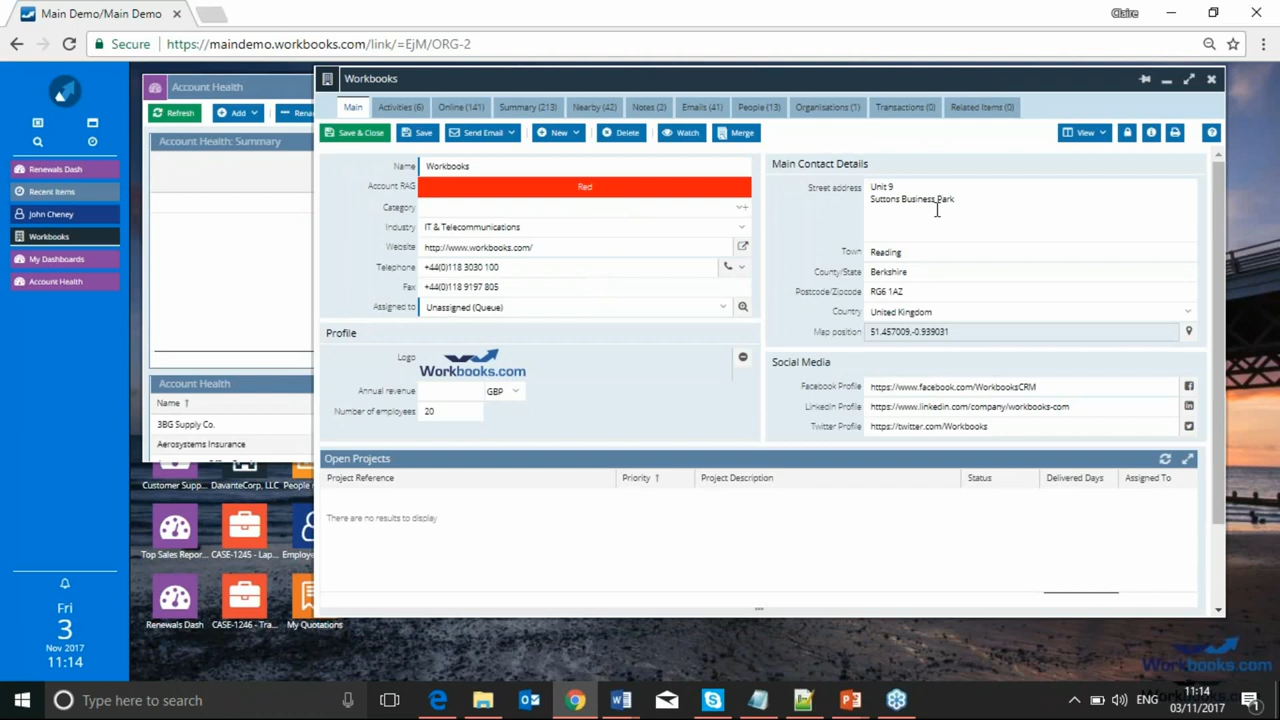 Main Demo/Main Demo
Claire
Secure
https://maindemo.workbooks.com/link/=EjM/ORG-2
Renewals Dash
Recent Items
John Cheney
Workbooks
My Dashboards
Account Health
Fri
3
Nov 2017
11:14
Account Health
Refresh
Add
Account Health: Summary
Account Health
Name
3BG Supply Co.
Aerosystems Insurance
Customer Supp...
DavanteCorp, LLC
Top Sales Repor...
CASE-1245 - Lap...
Renewals Dash
CASE-1246 - Tra...
My Quotations
Workbooks
Main
Activities (6)
Online (141)
Summary (213)
Nearby (42)
Notes (2)
Emails (41)
People (13)
Organisations (1)
Transactions (0)
Related Items (0)
Save & Close
Save
Send Email
New
Delete
Watch
Merge
View
Name
Workbooks
Account RAG
Red
Category
Industry
IT & Telecommunications
Website
http://www.workbooks.com/
Telephone
+44(0)118 3030 100
Fax
+44(0)118 9197 805
Assigned to
Unassigned (Queue)
Profile
Logo
Workbooks.com
Annual revenue
GBP
Number of employees
20
Main Contact Details
Street address
Unit 9
Suttons Business Park
Town
Reading
County/State
Berkshire
Postcode/Zipcode
RG6 1AZ
Country
United Kingdom
Map position
51.457009,-0.939031
Social Media
Facebook Profile
https://www.facebook.com/WorkbooksCRM
LinkedIn Profile
https://www.linkedin.com/company/workbooks-com
Twitter Profile
https://twitter.com/Workbooks
Open Projects
Project Reference
Priority
Project Description
Status
Delivered Days
Assigned To
There are no results to display
Workbooks.com
Type here to search
ENG
11:14
03/11/2017